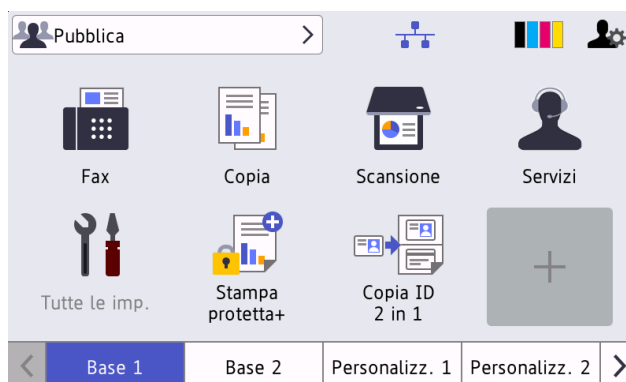 Pubblica
Fax
Copia
Scansione
Servizi
Tutte le imp.
Stampa
protetta+
Copia ID
2 in 1
Base 1
Base 2
Personalizz. 1
Personalizz. 2